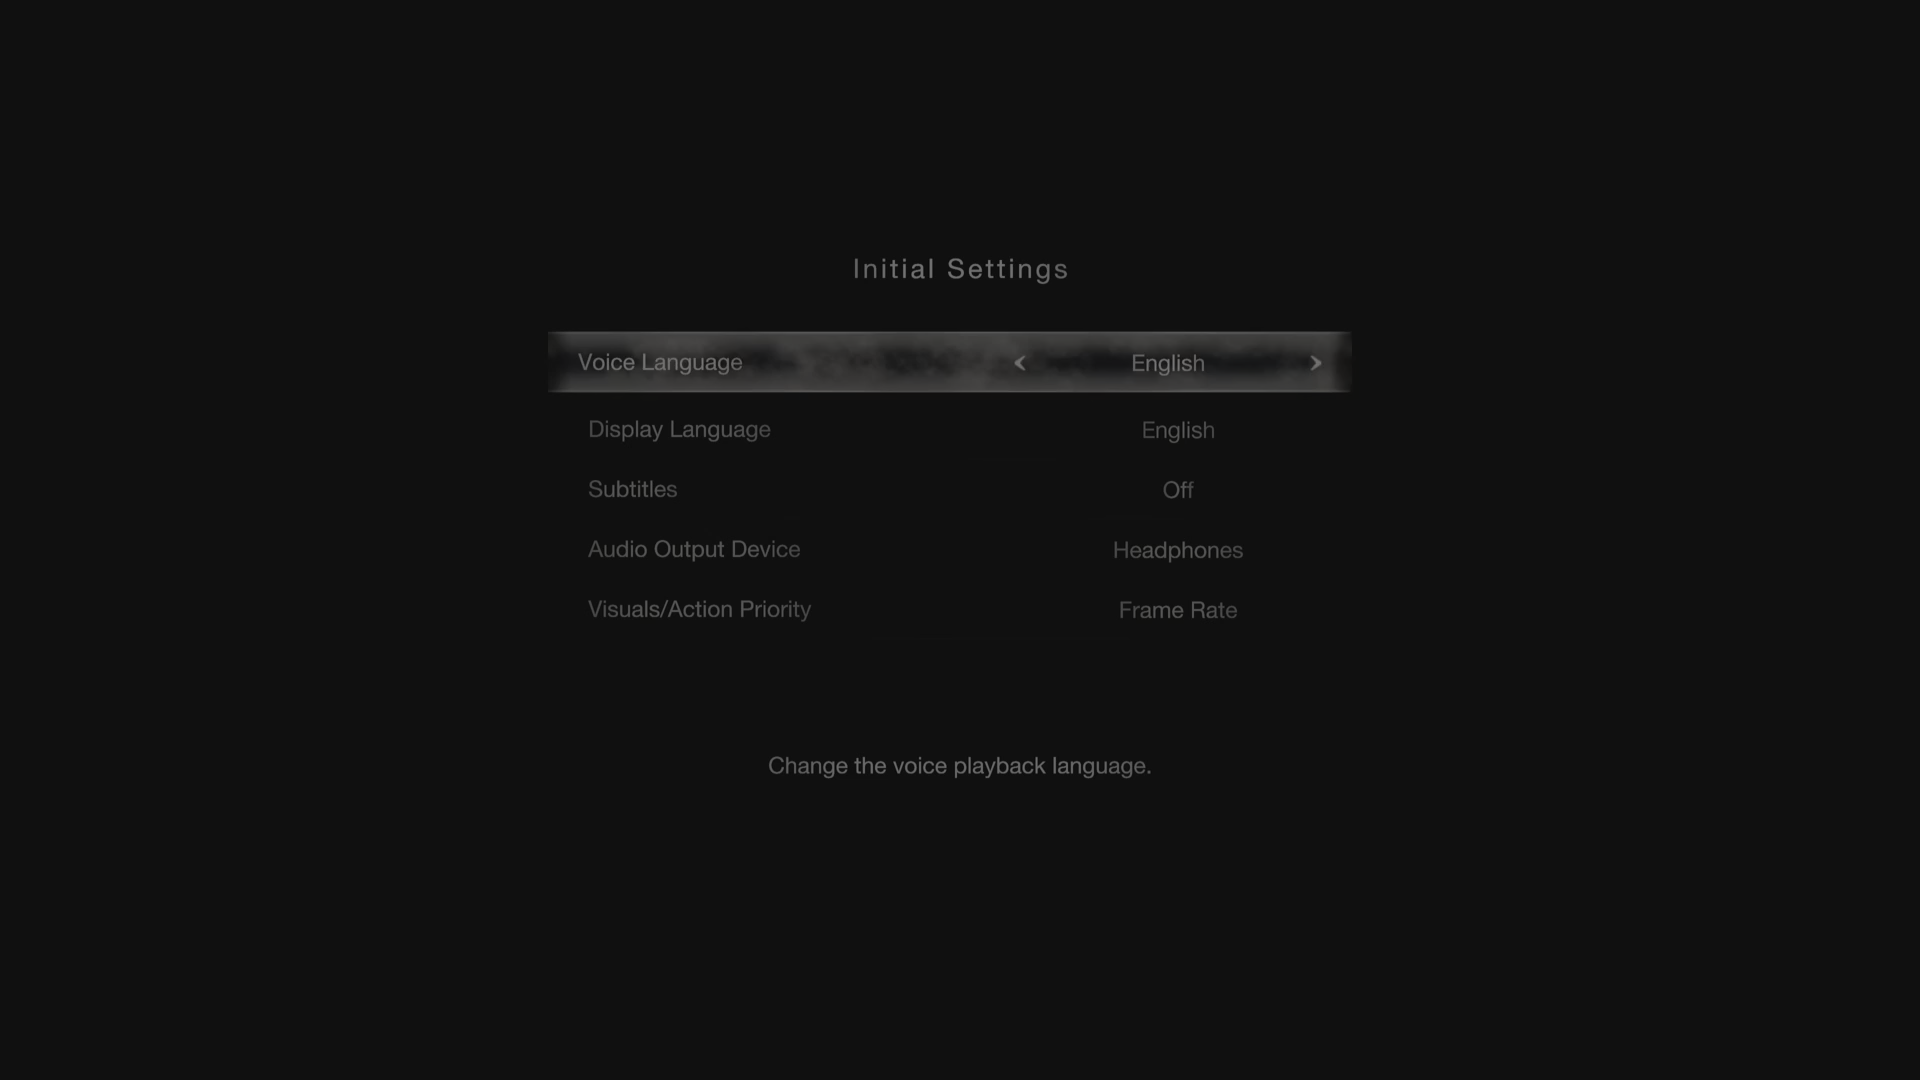 Initial Settings
Voice Language < English >
Display Language English
Subtitles Off
Audio Output Device Headphones
Visuals/Action Priority Frame Rate
Change the voice playback language.